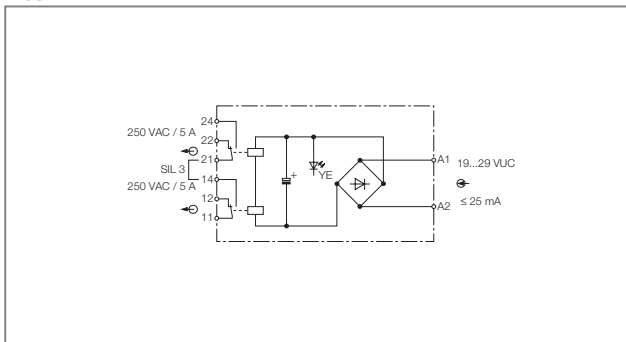 24
250 VAC / 5 A
22
21
SIL 3
14
250 VAC / 5 A
12
11
+
YE
A1
19...29 VUC
≤ 25 mA
A2